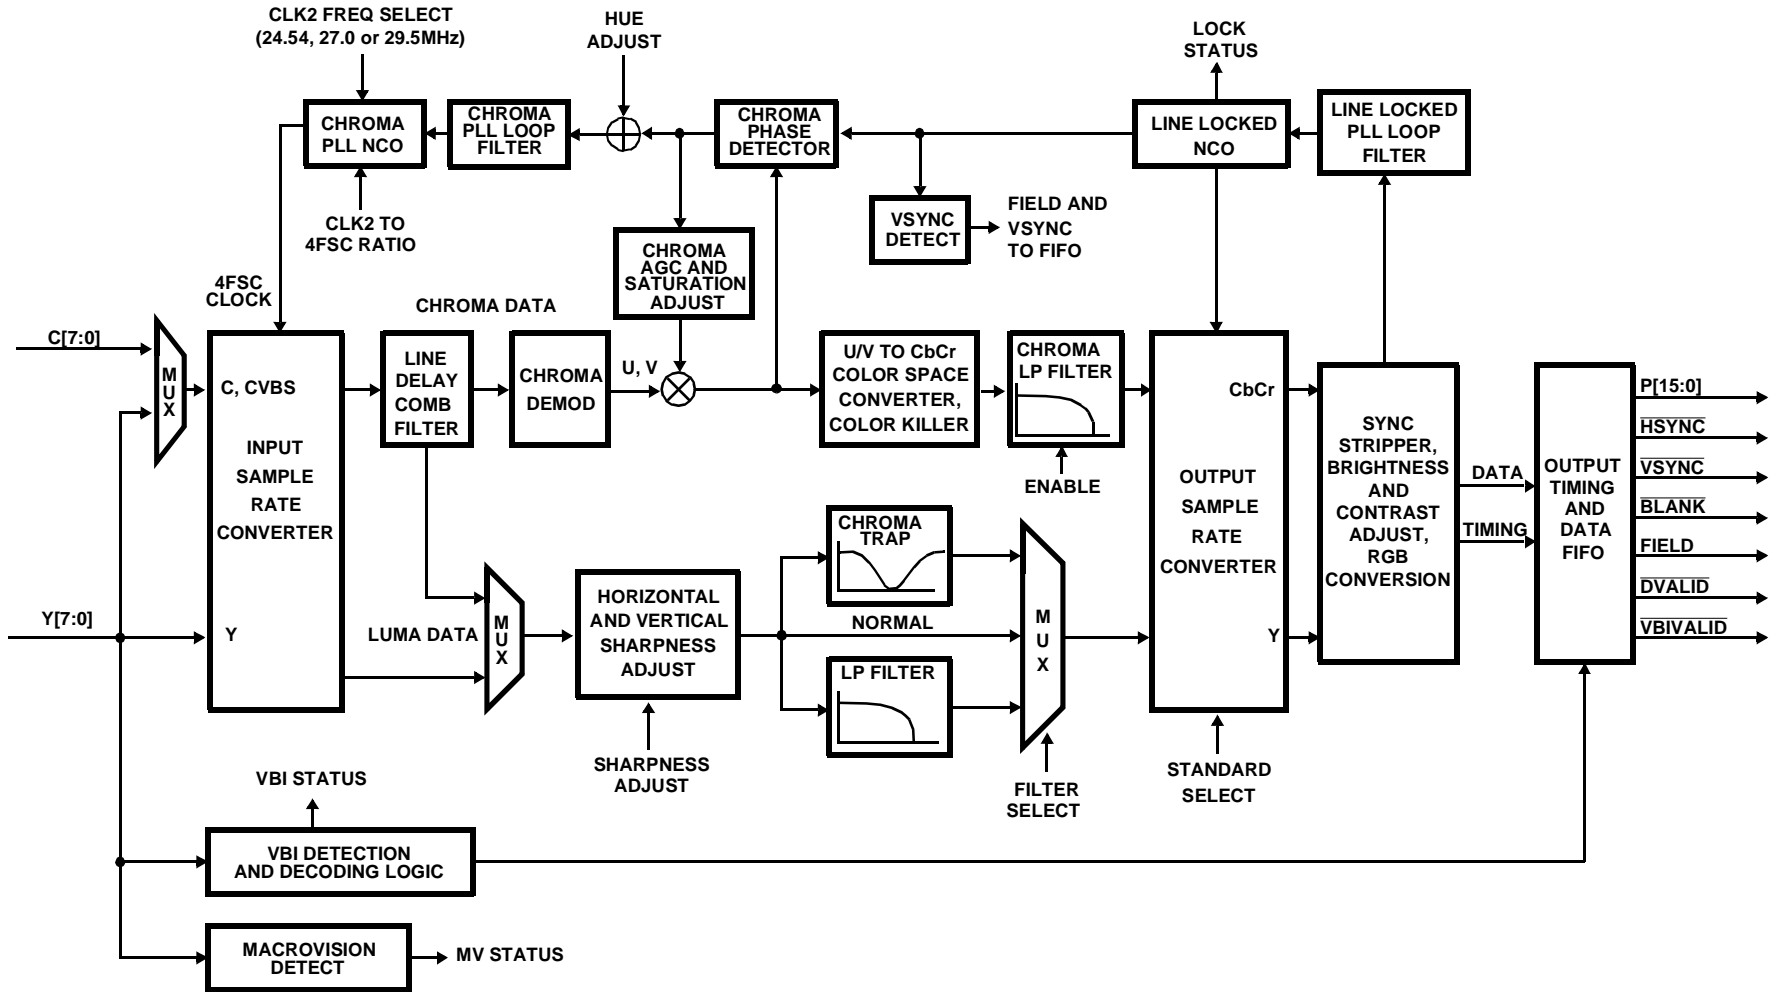 CLK2 FREQ SELECT
(24.54, 27.0 or 29.5MHz)
HUE
ADJUST
LOCK
STATUS
CHROMA
PLL NCO
CHROMA
PLL LOOP
FILTER
CHROMA
PHASE
DETECTOR
LINE LOCKED
NCO
LINE LOCKED
PLL LOOP
FILTER
CLK2 TO
4FSC RATIO
VSYNC
DETECT
FIELD AND
VSYNC
TO FIFO
CHROMA
AGC AND
SATURATION
ADJUST
4FSC
CLOCK
CHROMA DATA
C[7:0]
MUX
C, CVBS
INPUT
SAMPLE
RATE
CONVERTER
Y
LINE
DELAY
COMB
FILTER
CHROMA
DEMOD
U, V
U/V TO CbCr
COLOR SPACE
CONVERTER,
COLOR KILLER
CHROMA
LP FILTER
ENABLE
CbCr
OUTPUT
SAMPLE
RATE
CONVERTER
Y
SYNC
STRIPPER,
BRIGHTNESS
AND
CONTRAST
ADJUST,
RGB
CONVERSION
DATA
TIMING
OUTPUT
TIMING
AND
DATA
FIFO
P[15:0]
HSYNC
VSYNC
BLANK
FIELD
DVALID
VBIVALID
Y[7:0]
LUMA DATA
MUX
HORIZONTAL
AND VERTICAL
SHARPNESS
ADJUST
CHROMA
TRAP
NORMAL
LP FILTER
MUX
SHARPNESS
ADJUST
FILTER
SELECT
STANDARD
SELECT
VBI STATUS
VBI DETECTION
AND DECODING LOGIC
MACROVISION
DETECT
MV STATUS